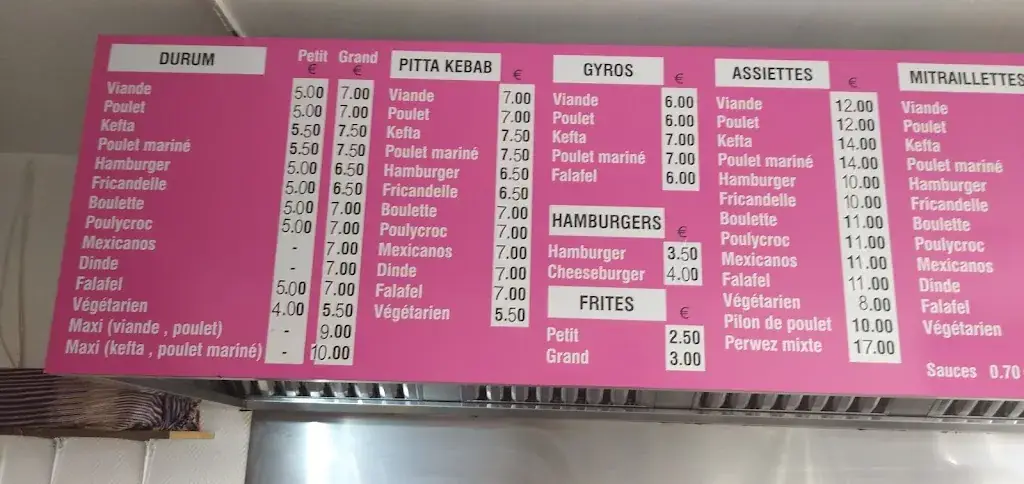 DURUM Petit € Grand €
Viande 5.00 7.00
Poulet 5.00 7.00
Kefta 5.50 7.50
Poulet mariné 5.50 7.50
Hamburger 5.00 6.50
Fricandelle 5.00 6.50
Boulette 5.00 7.00
Poulycroc 5.00 7.00
Mexicanos - 7.00
Dinde - 7.00
Falafel 5.00 7.00
Végétarien 4.00 5.50
Maxi (viande , poulet) - 9.00
Maxi (kefta , poulet mariné) - 10.00
PITTA KEBAB €
Viande 7.00
Poulet 7.00
Kefta 7.50
Poulet mariné 7.50
Hamburger 6.50
Fricandelle 6.50
Boulette 7.00
Poulycroc 7.00
Mexicanos 7.00
Dinde 7.00
Falafel 7.00
Végétarien 5.50
GYROS €
Viande 6.00
Poulet 6.00
Kefta 7.00
Poulet mariné 7.00
Falafel 6.00
HAMBURGERS €
Hamburger 3.50
Cheeseburger 4.00
FRITES €
Petit 2.50
Grand 3.00
ASSIETTES €
Viande 12.00
Poulet 12.00
Kefta 14.00
Poulet mariné 14.00
Hamburger 10.00
Fricandelle 10.00
Boulette 11.00
Poulycroc 11.00
Mexicanos 11.00
Falafel 11.00
Végétarien 8.00
Pilon de poulet 10.00
Perwez mixte 17.00
MITRAILLETTES
Viande
Poulet
Kefta
Poulet mariné
Hamburger
Fricandelle
Boulette
Poulycroc
Mexicanos
Dinde
Falafel
Végétarien
Sauces 0.70